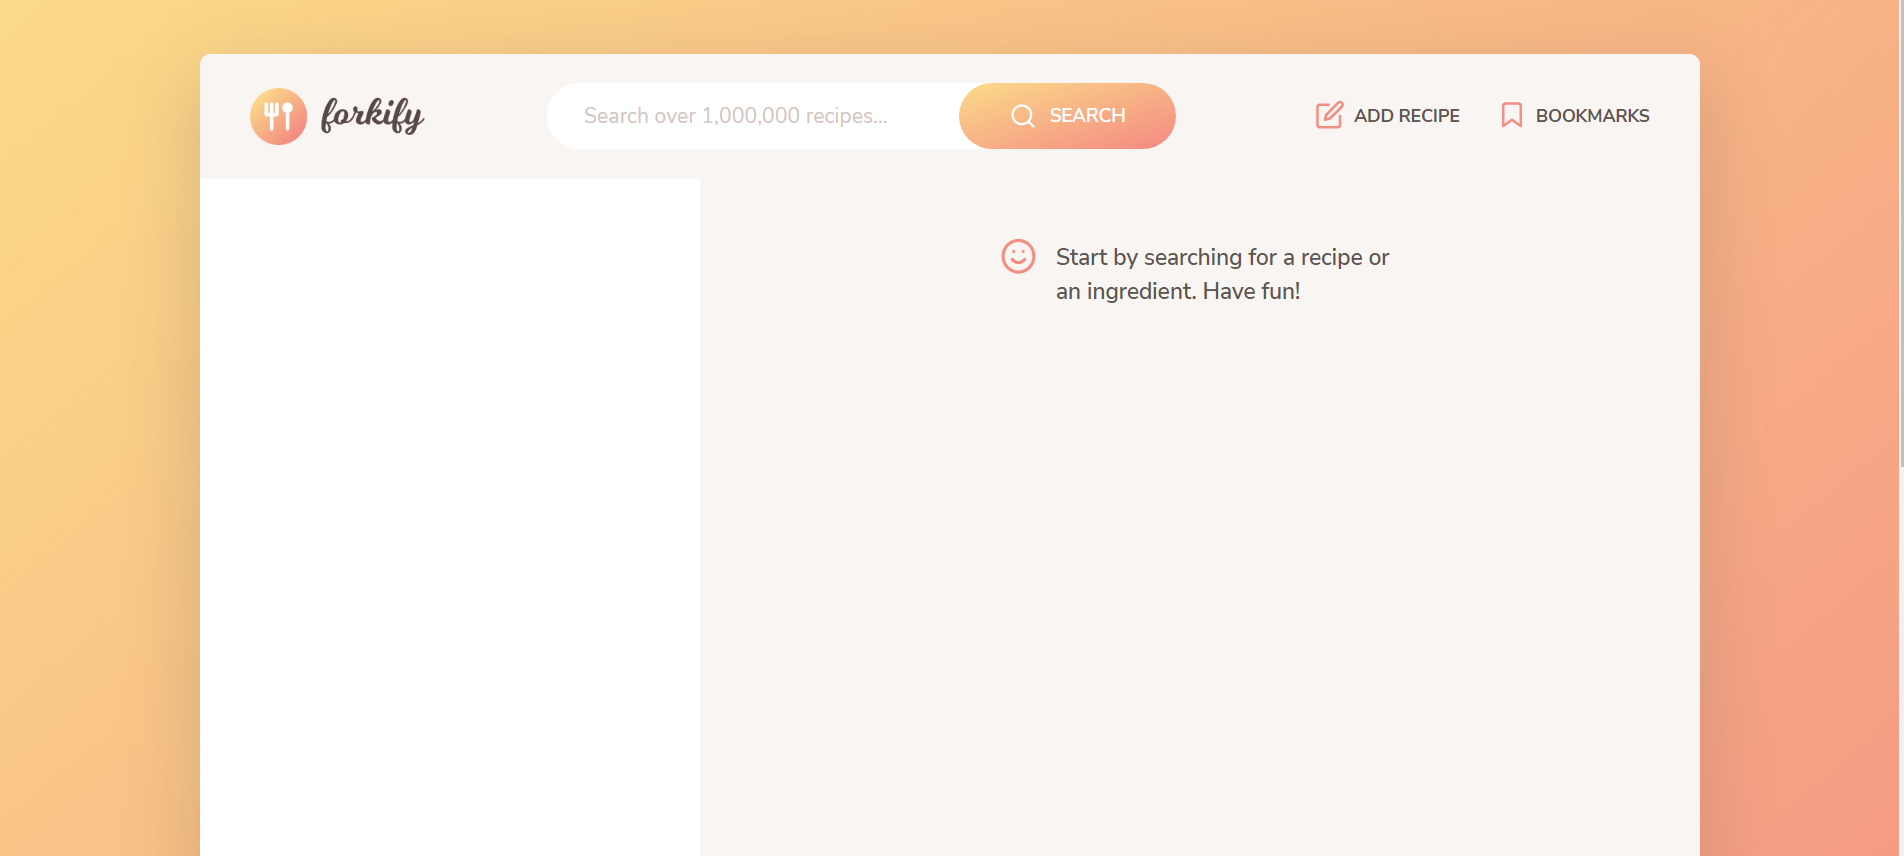 forkify
Search over 1,000,000 recipes...
SEARCH
ADD RECIPE
BOOKMARKS
Start by searching for a recipe or
an ingredient. Have fun!